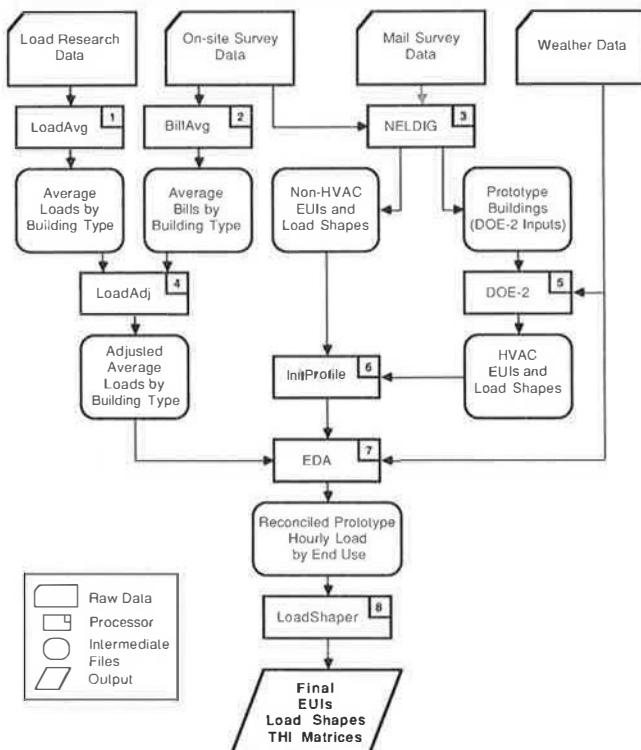 Load Research
Data
On-site Survey
Data
Mail Survey
Data
Weather Data
LoadAvg
1
BillAvg
2
NELDIG
3
Average
Loads by
Building Type
Average
Bills by
Building Type
Non-HVAC
EUIs and
Load Shapes
Prototype
Buildings
(DOE-2 Inputs)
LoadAdj
4
DOE-2
5
Adjusted
Average
Loads by
Building Type
InitProfile
6
HVAC
EUIs and
Load Shapes
EDA
7
Reconciled Prototype
Hourly Load
by End Use
LoadShaper
8
Raw Data
Processor
Intermediate
Files
Output
Final
EUIs
Load Shapes
THI Matrices